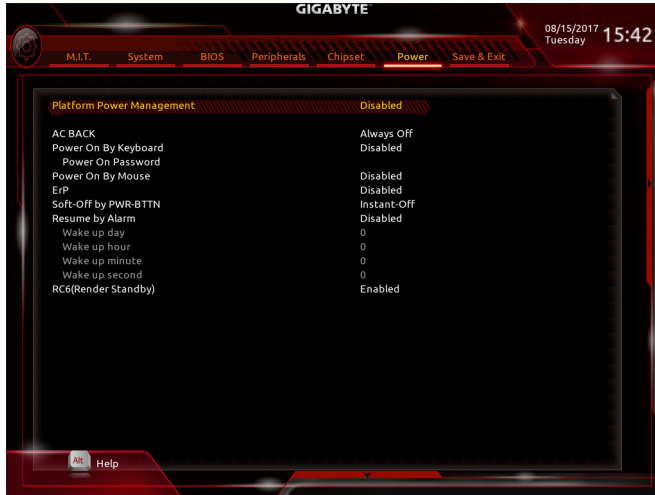 GIGABYTE™
08/15/2017
Tuesday
15:42
M.I.T. System BIOS Peripherals Chipset Power Save & Exit
Platform Power Management Disabled
AC BACK Always Off
Power On By Keyboard Disabled
Power On Password
Power On By Mouse Disabled
ErP Disabled
Soft-Off by PWR-BTTN Instant-Off
Resume by Alarm Disabled
Wake up day 0
Wake up hour 0
Wake up minute 0
Wake up second 0
RC6(Render Standby) Enabled
Alt Help